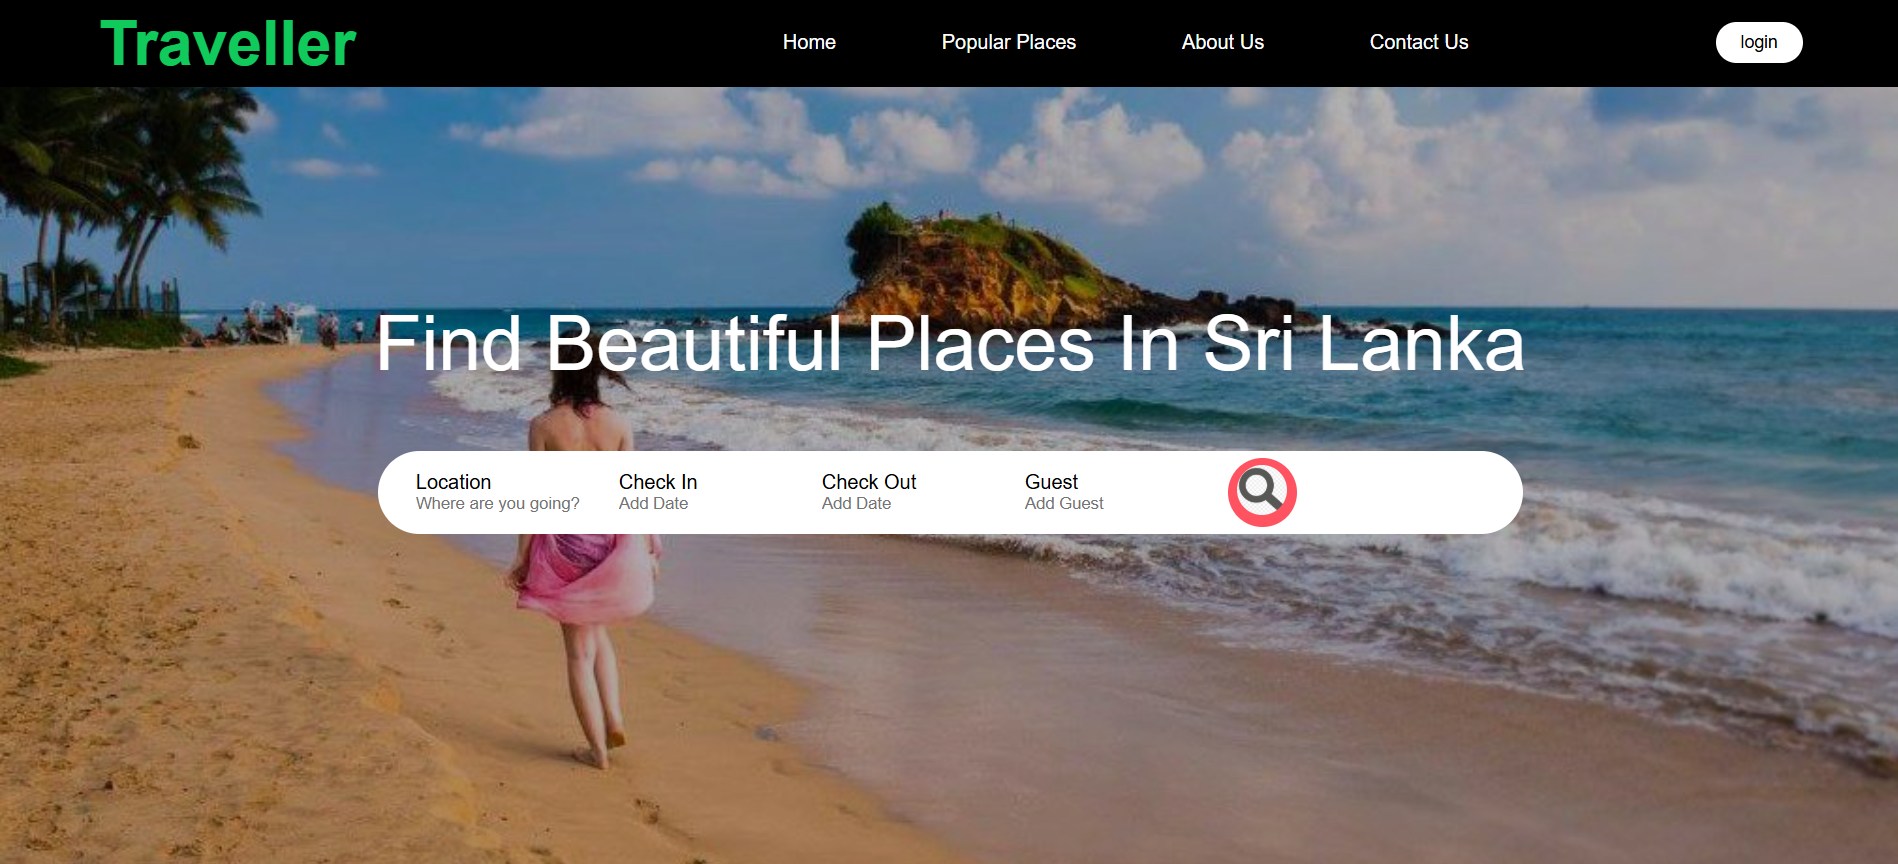 Traveller
Home
Popular Places
About Us
Contact Us
login
Find Beautiful Places In Sri Lanka
Location
Where are you going?
Check In
Add Date
Check Out
Add Date
Guest
Add Guest